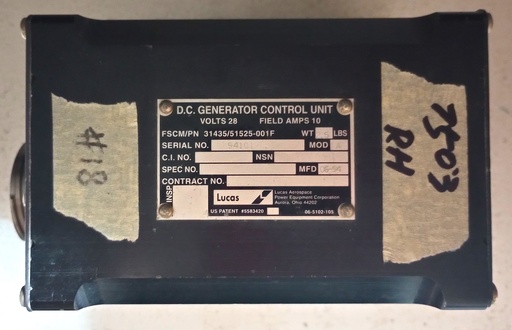 D.C. GENERATOR CONTROL UNIT
VOLTS 28 FIELD AMPS 10
FSCM/PN 31435/51525-001F WT LBS
SERIAL NO. MOD A
C.I. NO. NSN
SPEC NO. MFD
CONTRACT NO.
INSP
Lucas
Lucas Aerospace
Power Equipment Corporation
Aurora, Ohio 44202
US PATENT #5583420 06-5102-105
#18
7503
RH